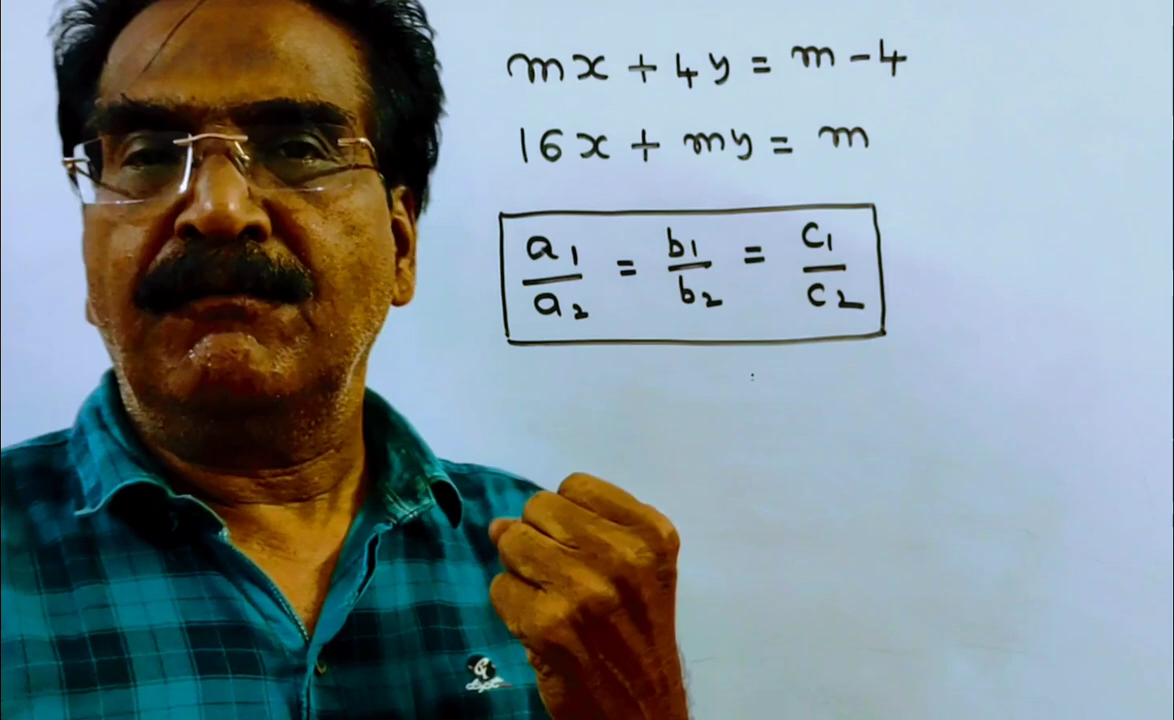 mx + 4y = m - 4
16x + my = m
a1/a2 = b1/b2 = c1/c2